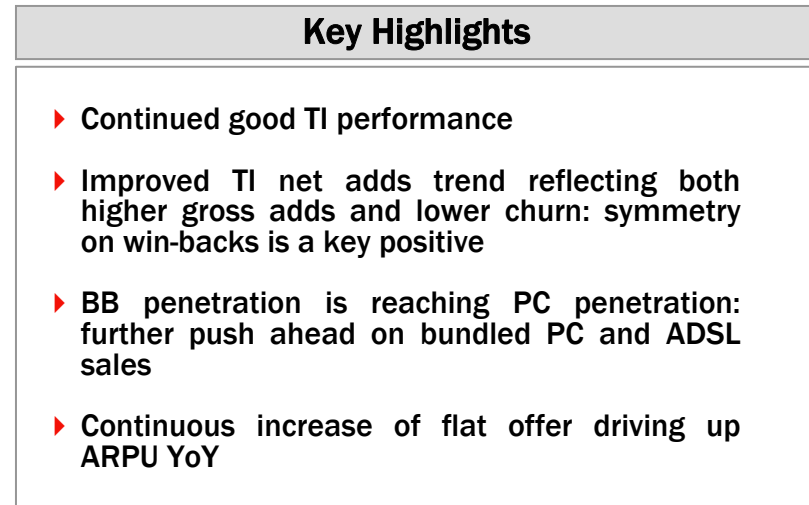 Key Highlights
Continued good TI performance
Improved TI net adds trend reflecting both
higher gross adds and lower churn: symmetry
on win-backs is a key positive
BB penetration is reaching PC penetration:
further push ahead on bundled PC and ADSL
sales
Continuous increase of flat offer driving up
ARPU YoY